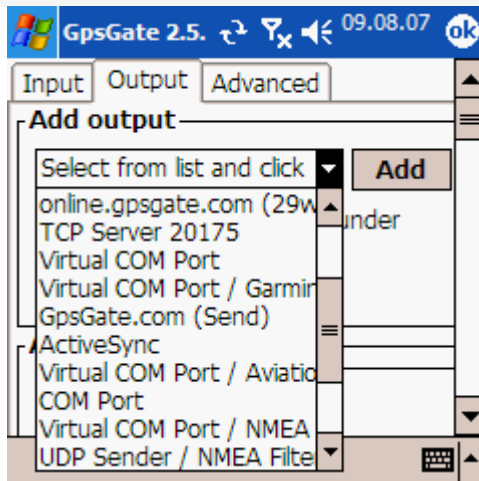 GpsGate 2.5. 09.08.07 ok
Input Output Advanced
Add output
Select from list and click Add
online.gpsgate.com (29w
under
TCP Server 20175
Virtual COM Port
Virtual COM Port / Garmin
GpsGate.com (Send)
ActiveSync
Virtual COM Port / Aviatio
COM Port
Virtual COM Port / NMEA
UDP Sender / NMEA Filte